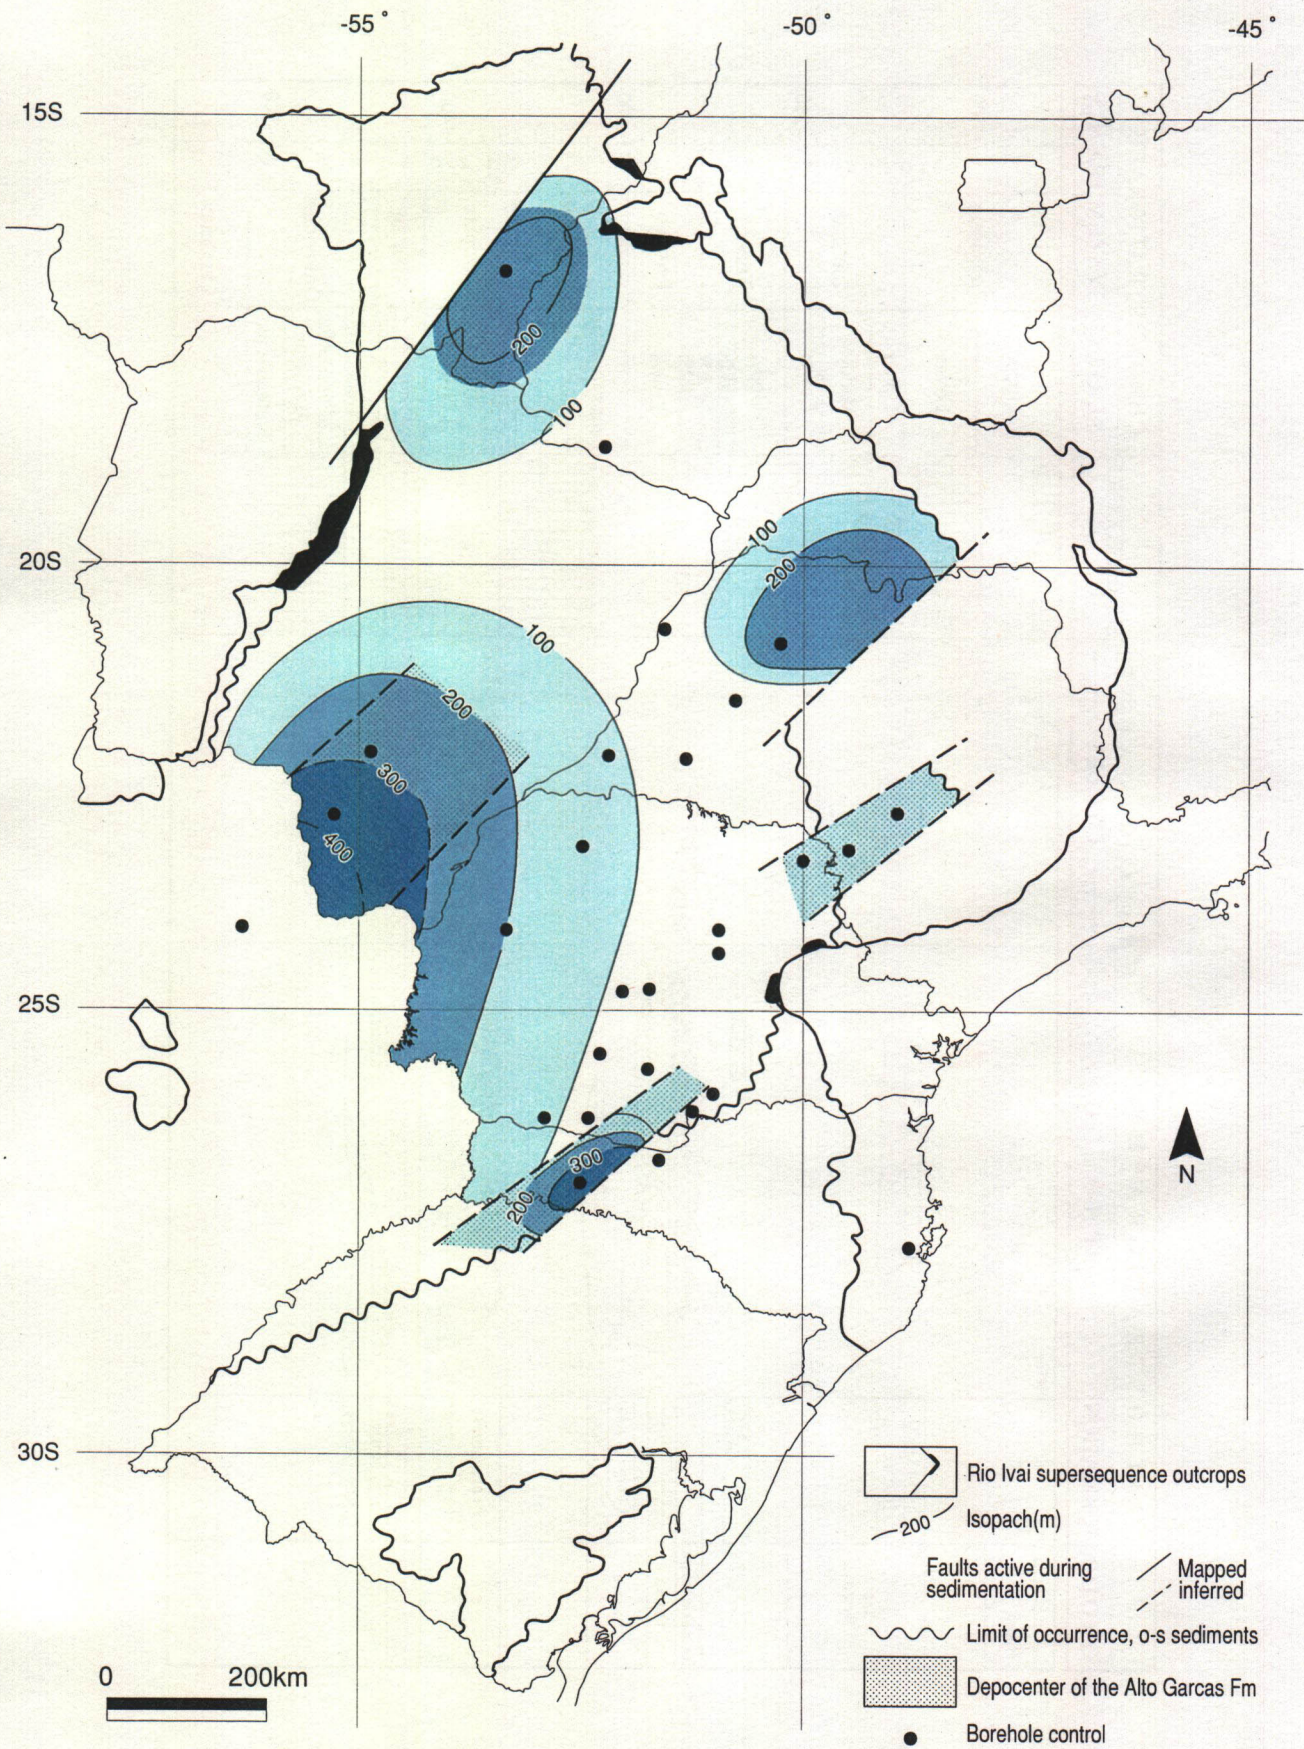 -55°
-50°
-45°
15S
200
100
20S
100
200
100
200
300
400
25S
300
200
N
30S
Rio Ivai supersequence outcrops
200
Isopach(m)
Faults active during
sedimentation
Mapped
inferred
Limit of occurrence, o-s sediments
0 200km
Depocenter of the Alto Garcas Fm
Borehole control